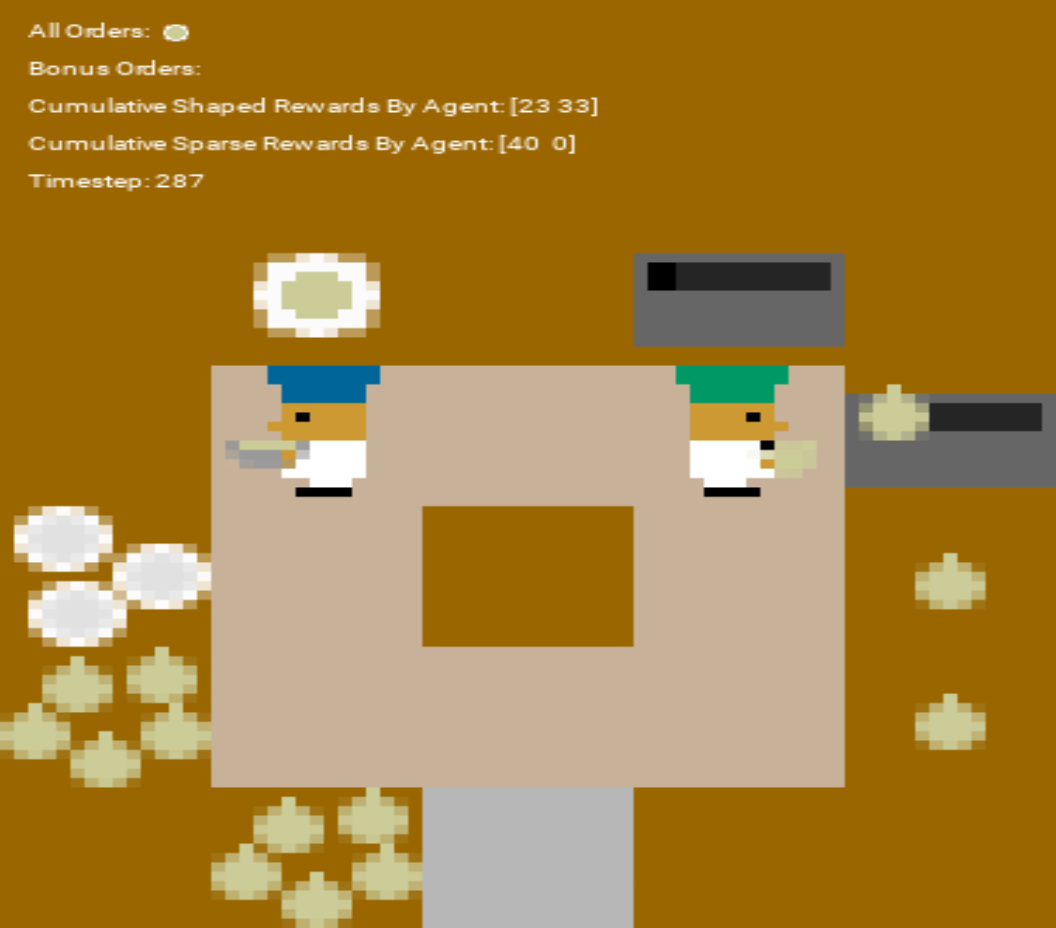 All Orders:
Bonus Orders:
Cumulative Shaped Rewards By Agent: [23 33]
Cumulative Sparse Rewards By Agent: [40  0]
Timestep: 287